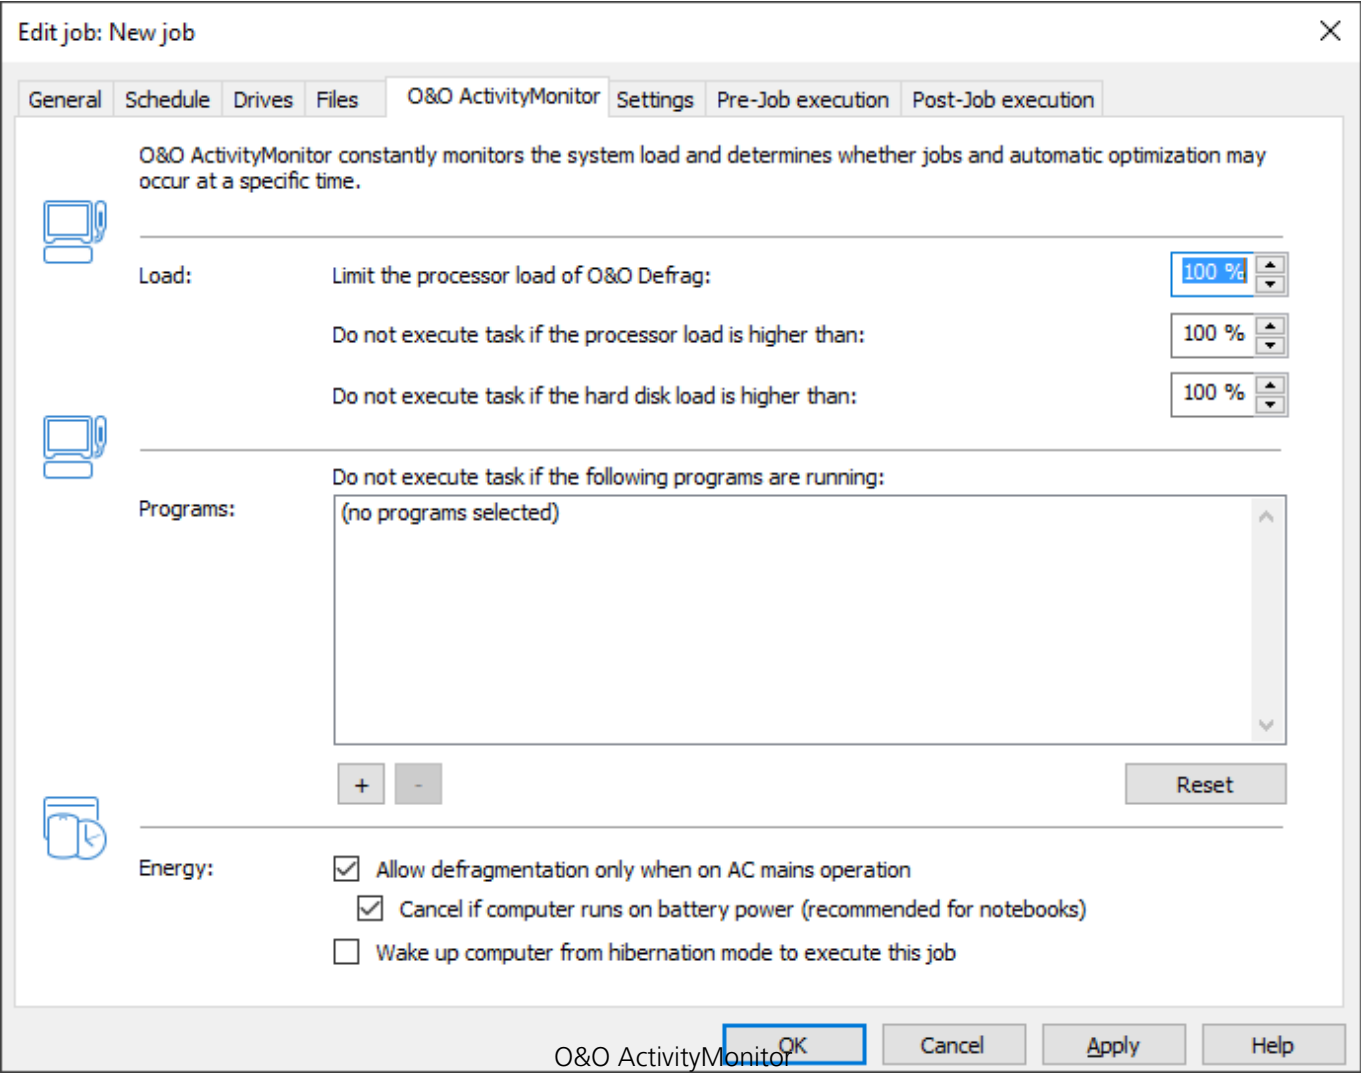 Edit job: New job
General Schedule Drives Files O&O ActivityMonitor Settings Pre-Job execution Post-Job execution
O&O ActivityMonitor constantly monitors the system load and determines whether jobs and automatic optimization may
occur at a specific time.
Load: Limit the processor load of O&O Defrag: 100 %
Do not execute task if the processor load is higher than: 100 %
Do not execute task if the hard disk load is higher than: 100 %
Do not execute task if the following programs are running:
Programs: (no programs selected)
+ - Reset
Energy: Allow defragmentation only when on AC mains operation
Cancel if computer runs on battery power (recommended for notebooks)
Wake up computer from hibernation mode to execute this job
OK Cancel Apply Help
O&O ActivityMonitor